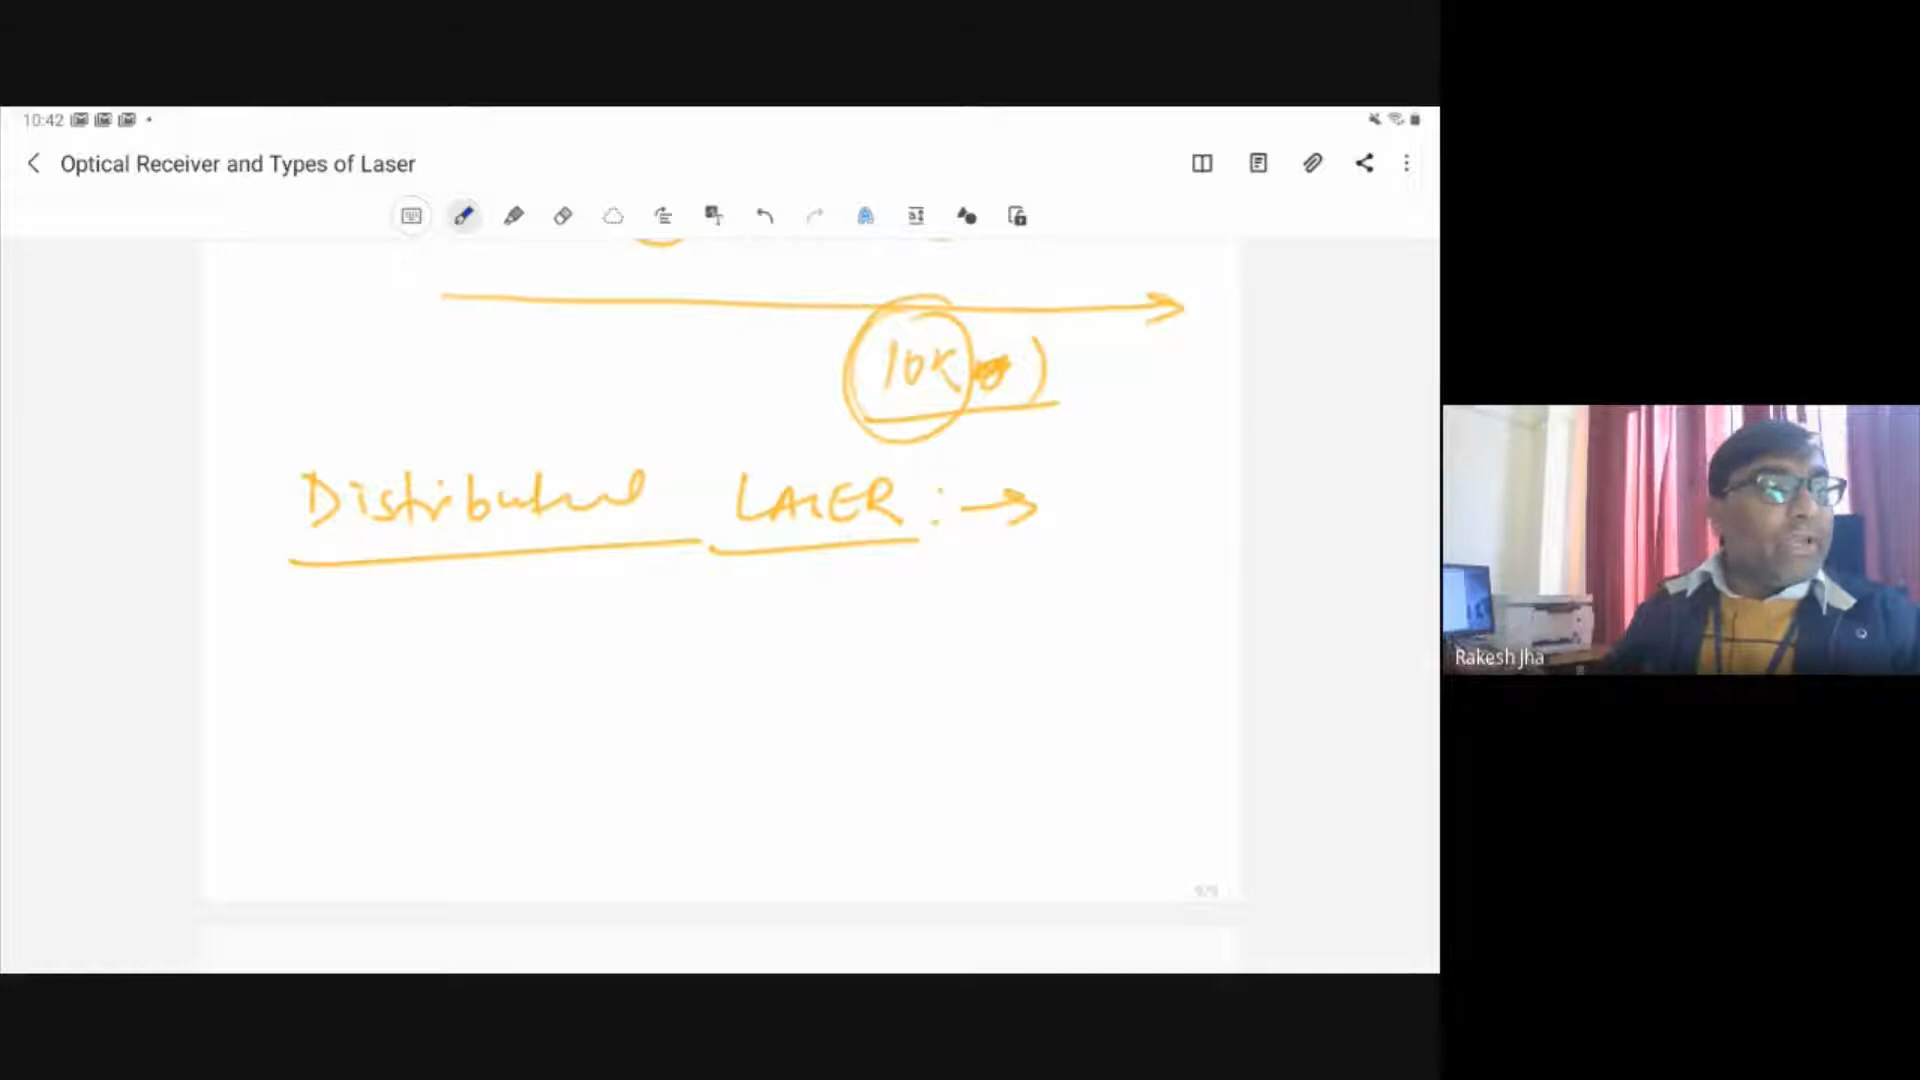 10:42
Optical Receiver and Types of Laser
10K )
Distributed LASER :→
Rakesh Jha